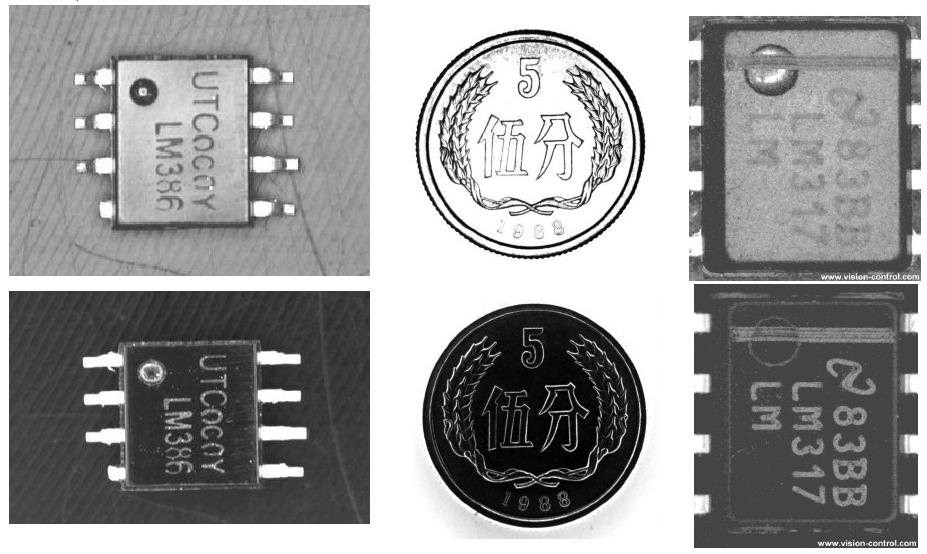 UTCOCOY
LM386
5
伍分
1988
83BB
LM317
LM
www.vision-control.com
UTCOCOY
LM386
5
伍分
1988
83BB
LM317
LM
www.vision-control.com